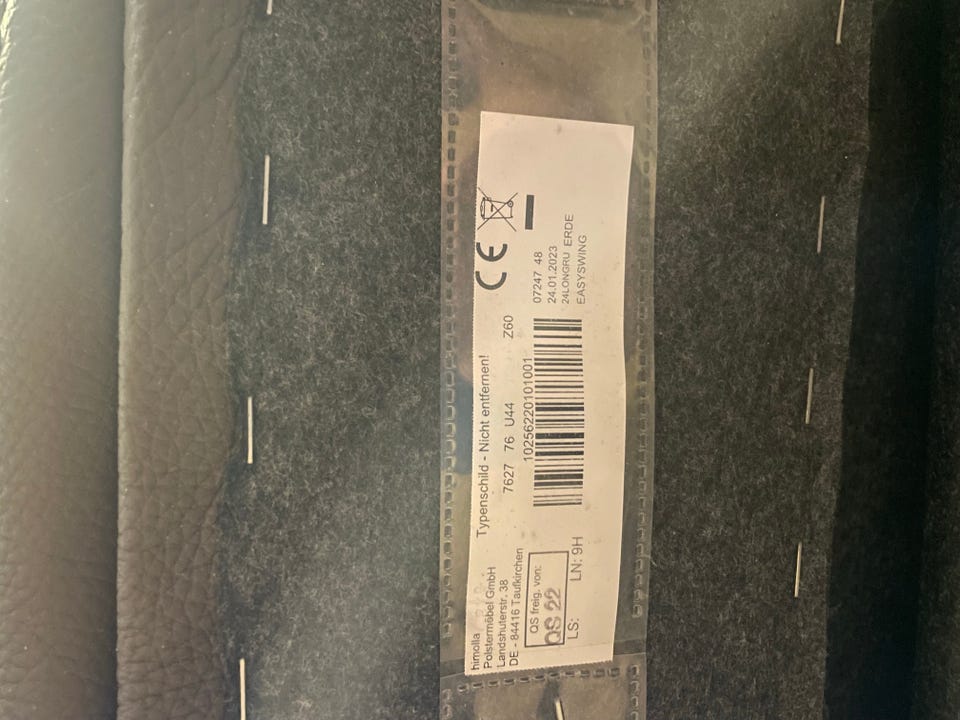 himolla
Polstermöbel GmbH
Landshuterstr. 38
DE - 84416 Taufkirchen
QS freig. von:
QS 22
LS:
LN: 9H
Typenschild - Nicht entfernen!
7627 76 U44 Z60
10256220101001
CE
07247 48
24.01.2023
24LONGRU ERDE
EASYSWING